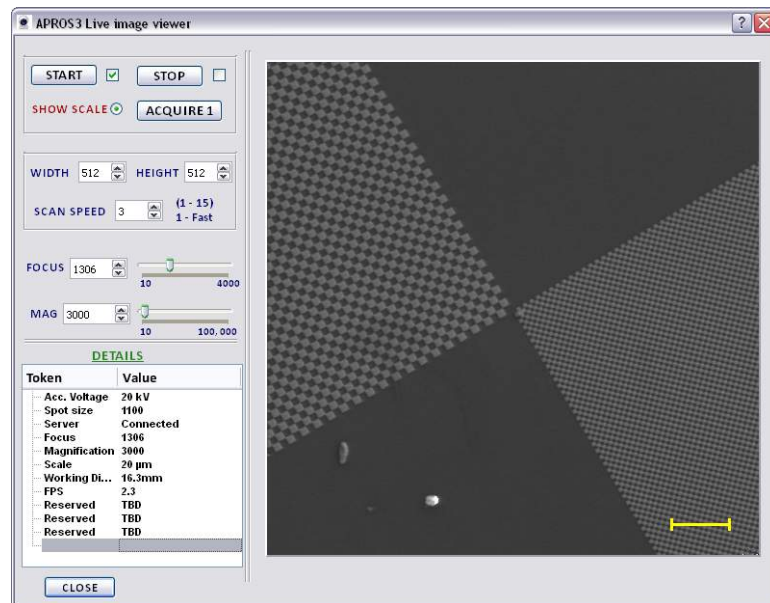 APROS3 Live image viewer
START
STOP
SHOW SCALE
ACQUIRE 1
WIDTH 512 HEIGHT 512
SCAN SPEED 3 (1 - 15)
1 - Fast
FOCUS 1306
10 4000
MAG 3000
10 100,000
DETAILS
Token Value
Acc. Voltage 20 kV
Spot size 1100
Server Connected
Focus 1306
Magnification 3000
Scale 20 µm
Working Di... 16.3mm
FPS 2.3
Reserved TBD
Reserved TBD
Reserved TBD
CLOSE